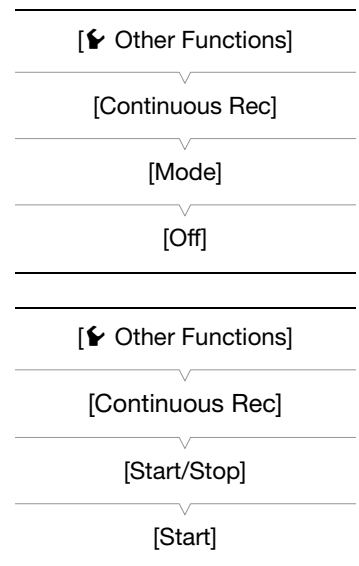 [Other Functions]
[Continuous Rec]
[Mode]
[Off]
[Other Functions]
[Continuous Rec]
[Start/Stop]
[Start]